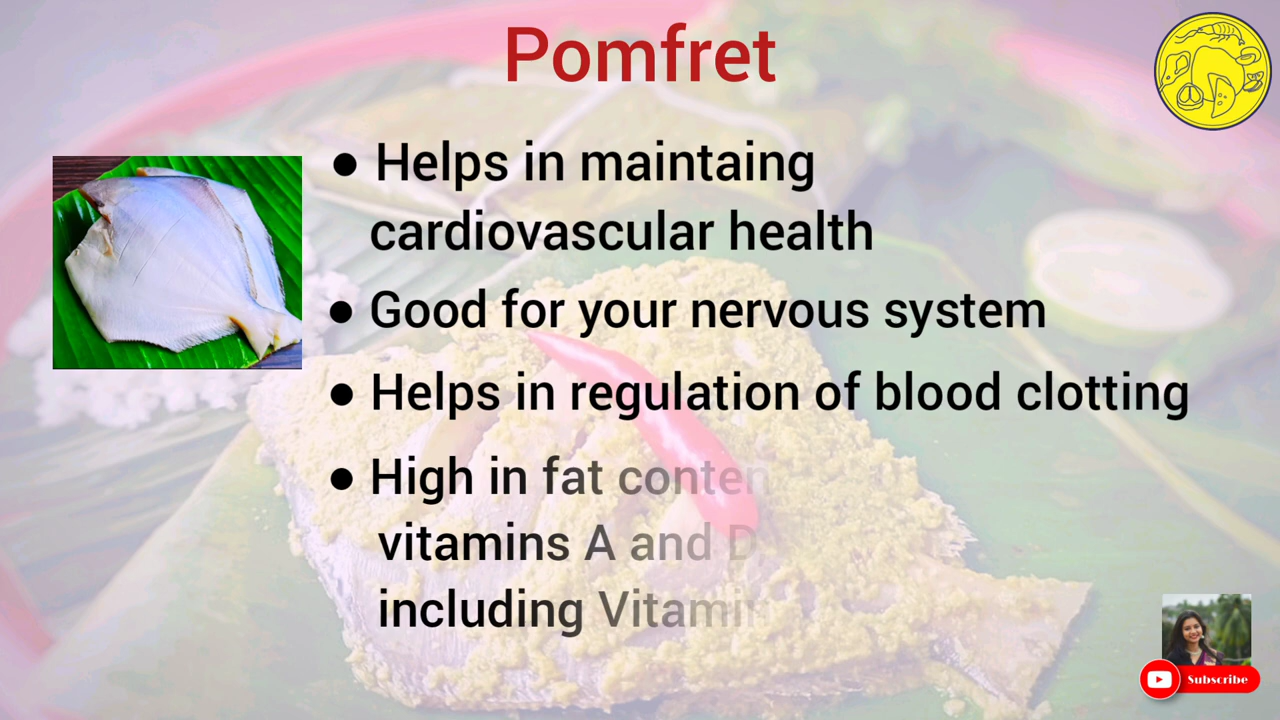 Pomfret
● Helps in maintaing
cardiovascular health
● Good for your nervous system
● Helps in regulation of blood clotting
● High in fat conten
vitamins A and D
including Vitamin
Subscribe